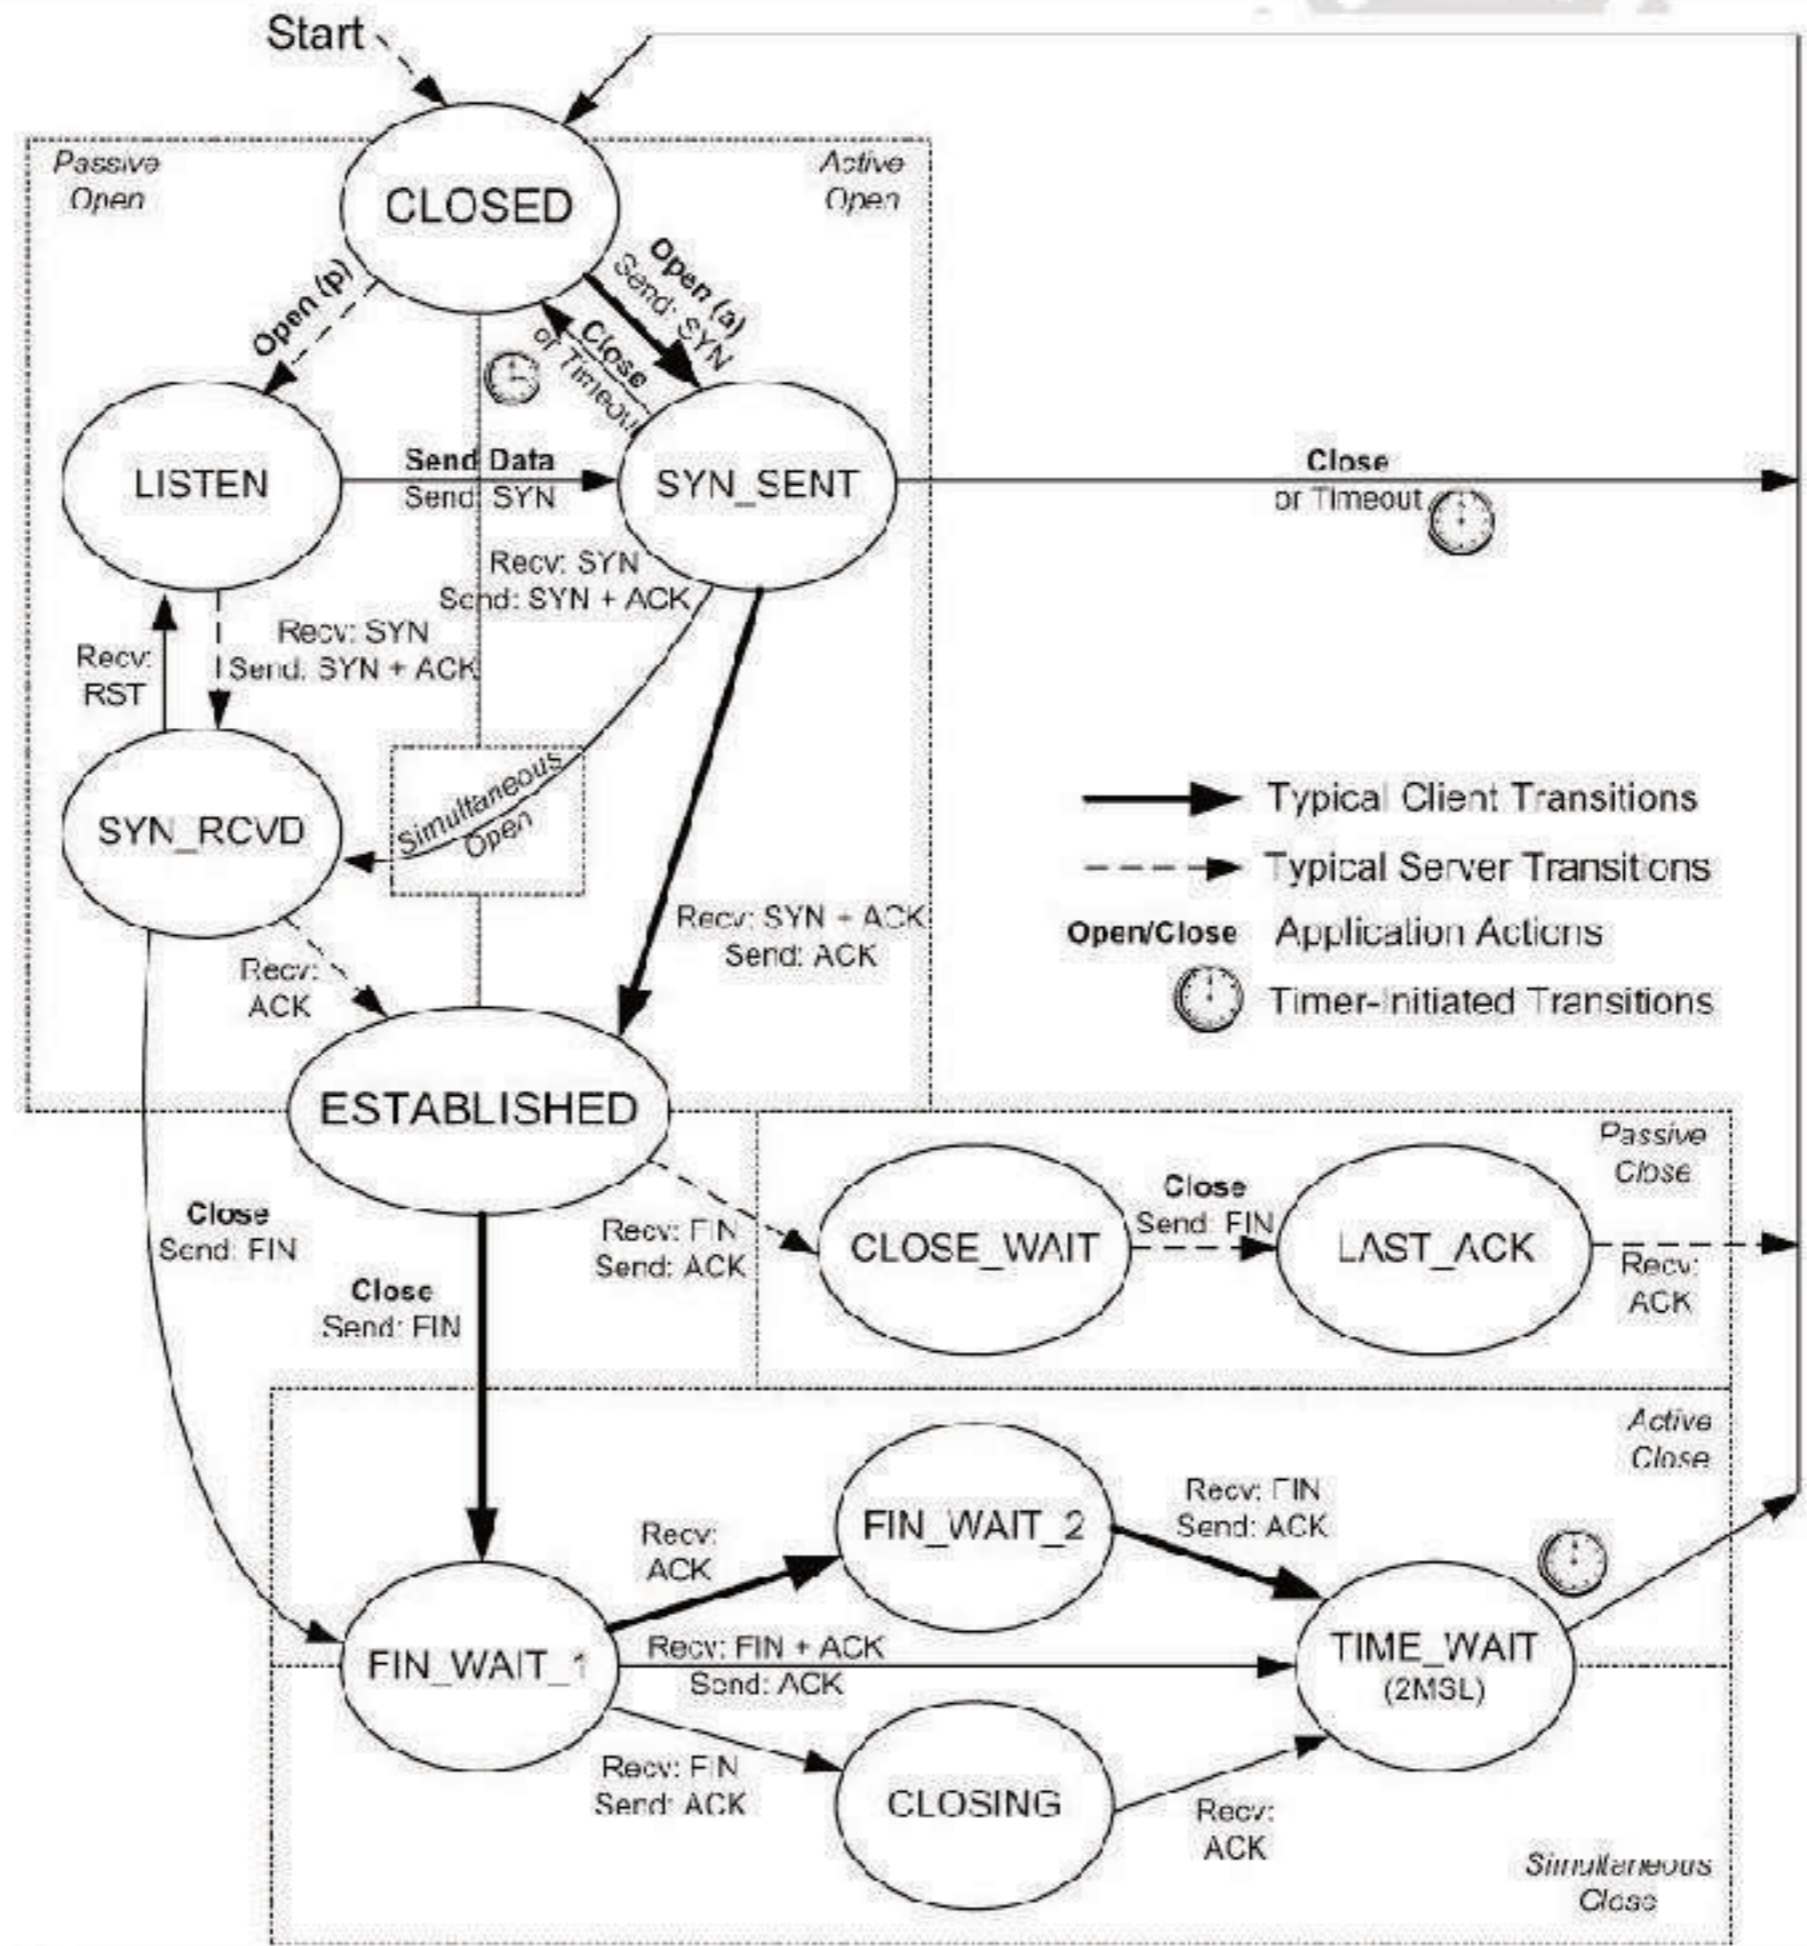 Start
Passive
Open
Active
Open
CLOSED
Open (p)
Open (a)
Send: SYN
Close
or Timeout
LISTEN
Send Data
Send: SYN
SYN_SENT
Close
or Timeout
Recv: SYN
Send: SYN + ACK
Recv: SYN
Send: SYN + ACK
Recv:
RST
Simultaneous
Open
SYN_RCVD
Typical Client Transitions
Typical Server Transitions
Open/Close Application Actions
Timer-Initiated Transitions
Recv: SYN + ACK
Send: ACK
Recv:
ACK
ESTABLISHED
Passive
Close
Close
Send: FIN
Recv: FIN
Send: ACK
CLOSE_WAIT
Close
Send: FIN
LAST_ACK
Recv:
ACK
Close
Send: FIN
Active
Close
Recv:
ACK
FIN_WAIT_2
Recv: FIN
Send: ACK
FIN_WAIT_1
Recv: FIN + ACK
Send: ACK
TIME_WAIT
(2MSL)
Recv: FIN
Send: ACK
CLOSING
Recv:
ACK
Simultaneous
Close